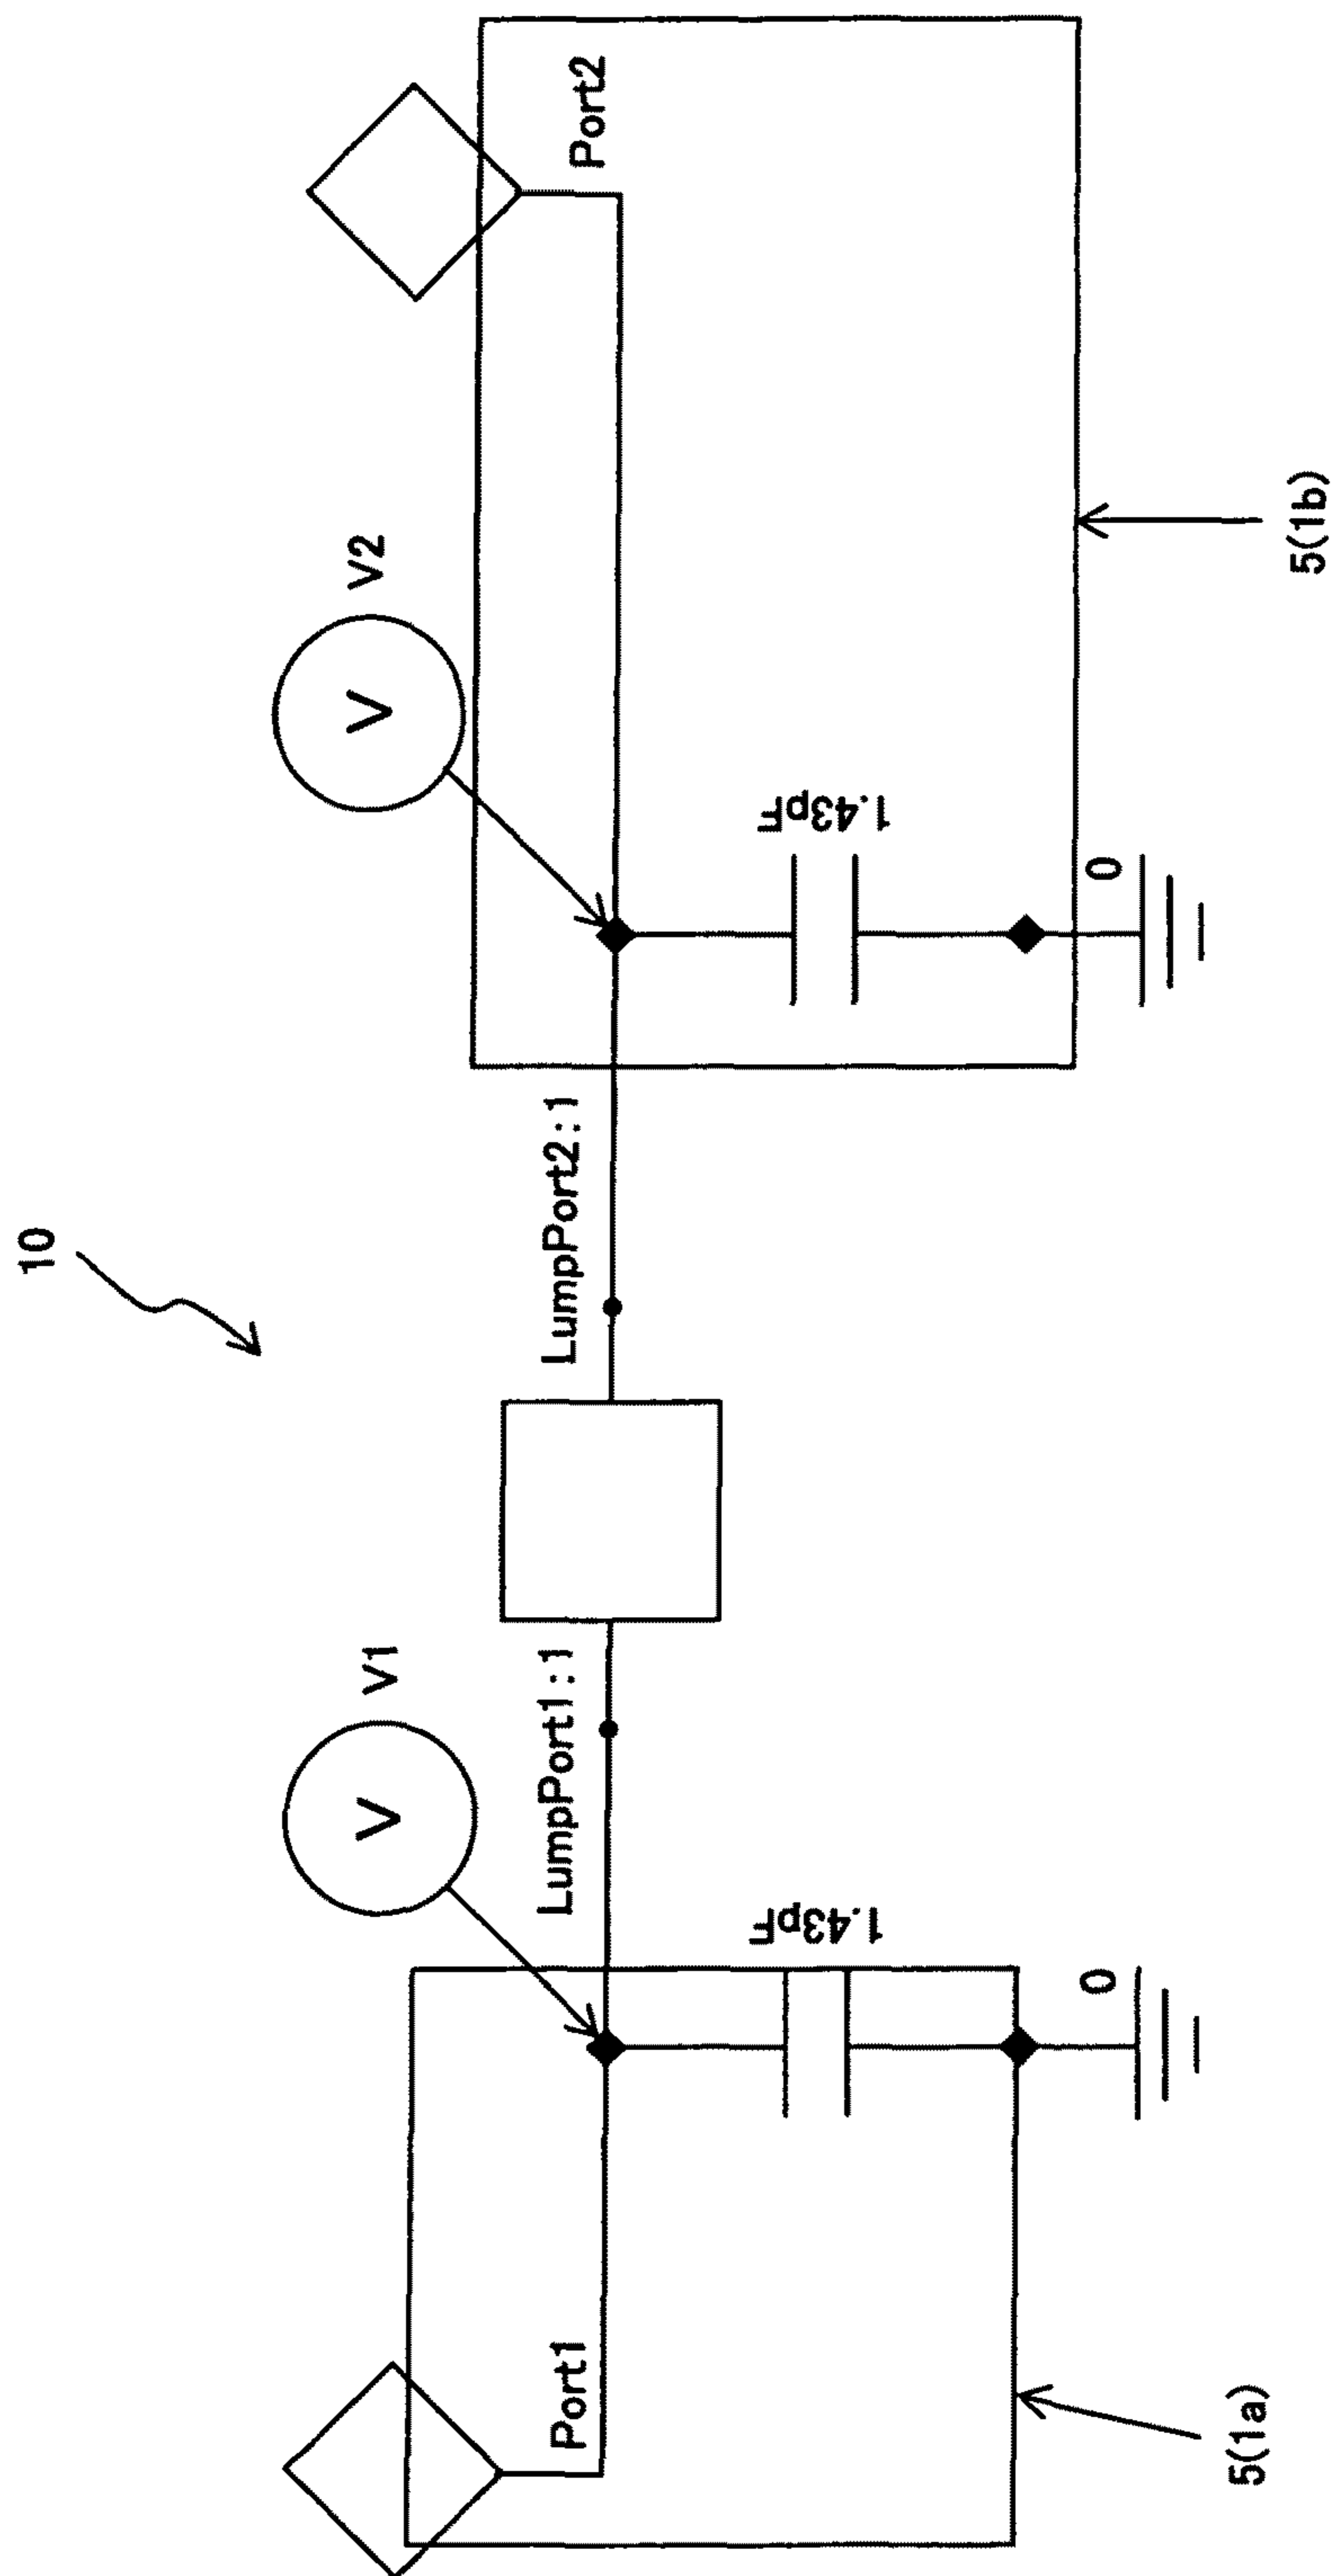 10
V1
V
V2
V
Port1
LumpPort1:1
LumpPort2:1
Port2
1.43pF
1.43pF
0
0
5(1a)
5(1b)